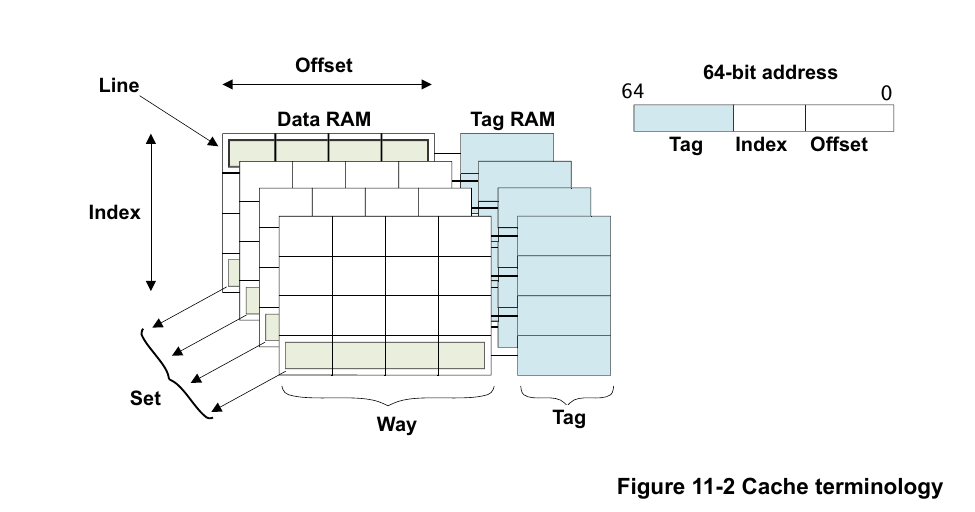 Offset
64-bit address
Line
64
0
Data RAM
Tag RAM
Tag
Index
Offset
Index
Set
Way
Tag
Figure 11-2 Cache terminology